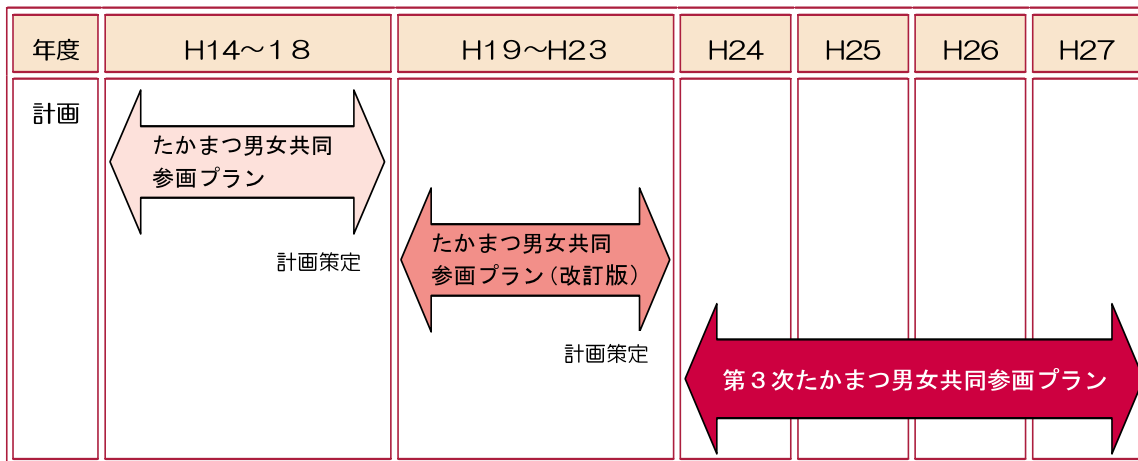 年度 H14～１８ H19～H23 H24 H25 H26 H27
計画
たかまつ男女共同
参画プラン
計画策定
たかまつ男女共同
参画プラン（改訂版）
計画策定
第３次たかまつ男女共同参画プラン